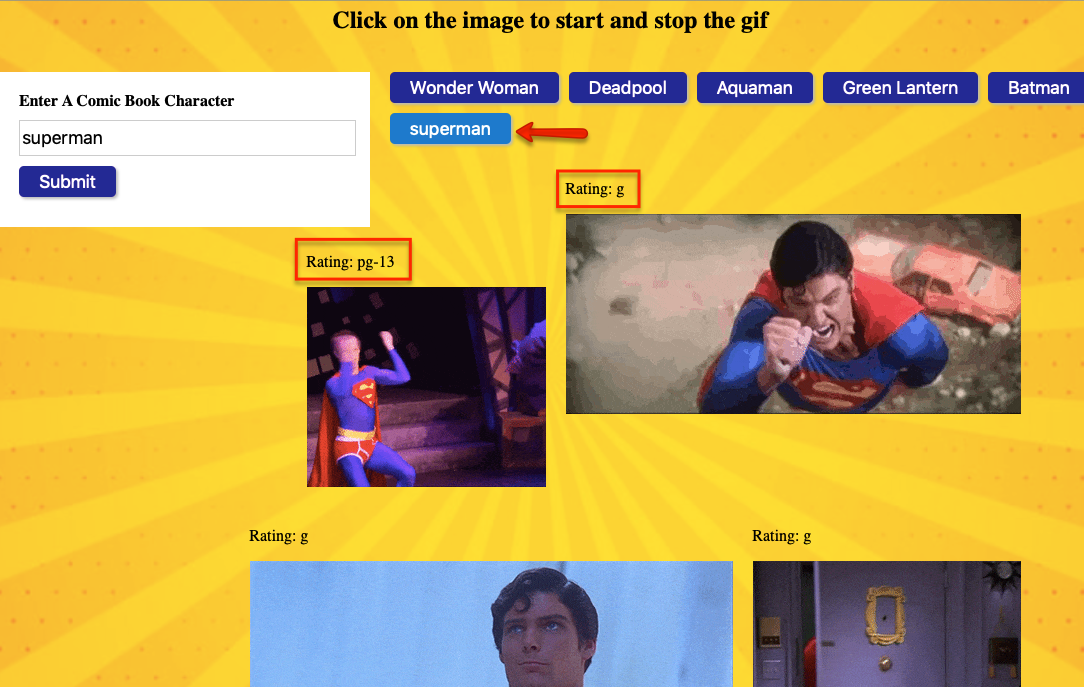 Click on the image to start and stop the gif
Enter A Comic Book Character
superman
Submit
Wonder Woman
Deadpool
Aquaman
Green Lantern
Batman
superman
Rating: g
Rating: pg-13
Rating: g
Rating: g